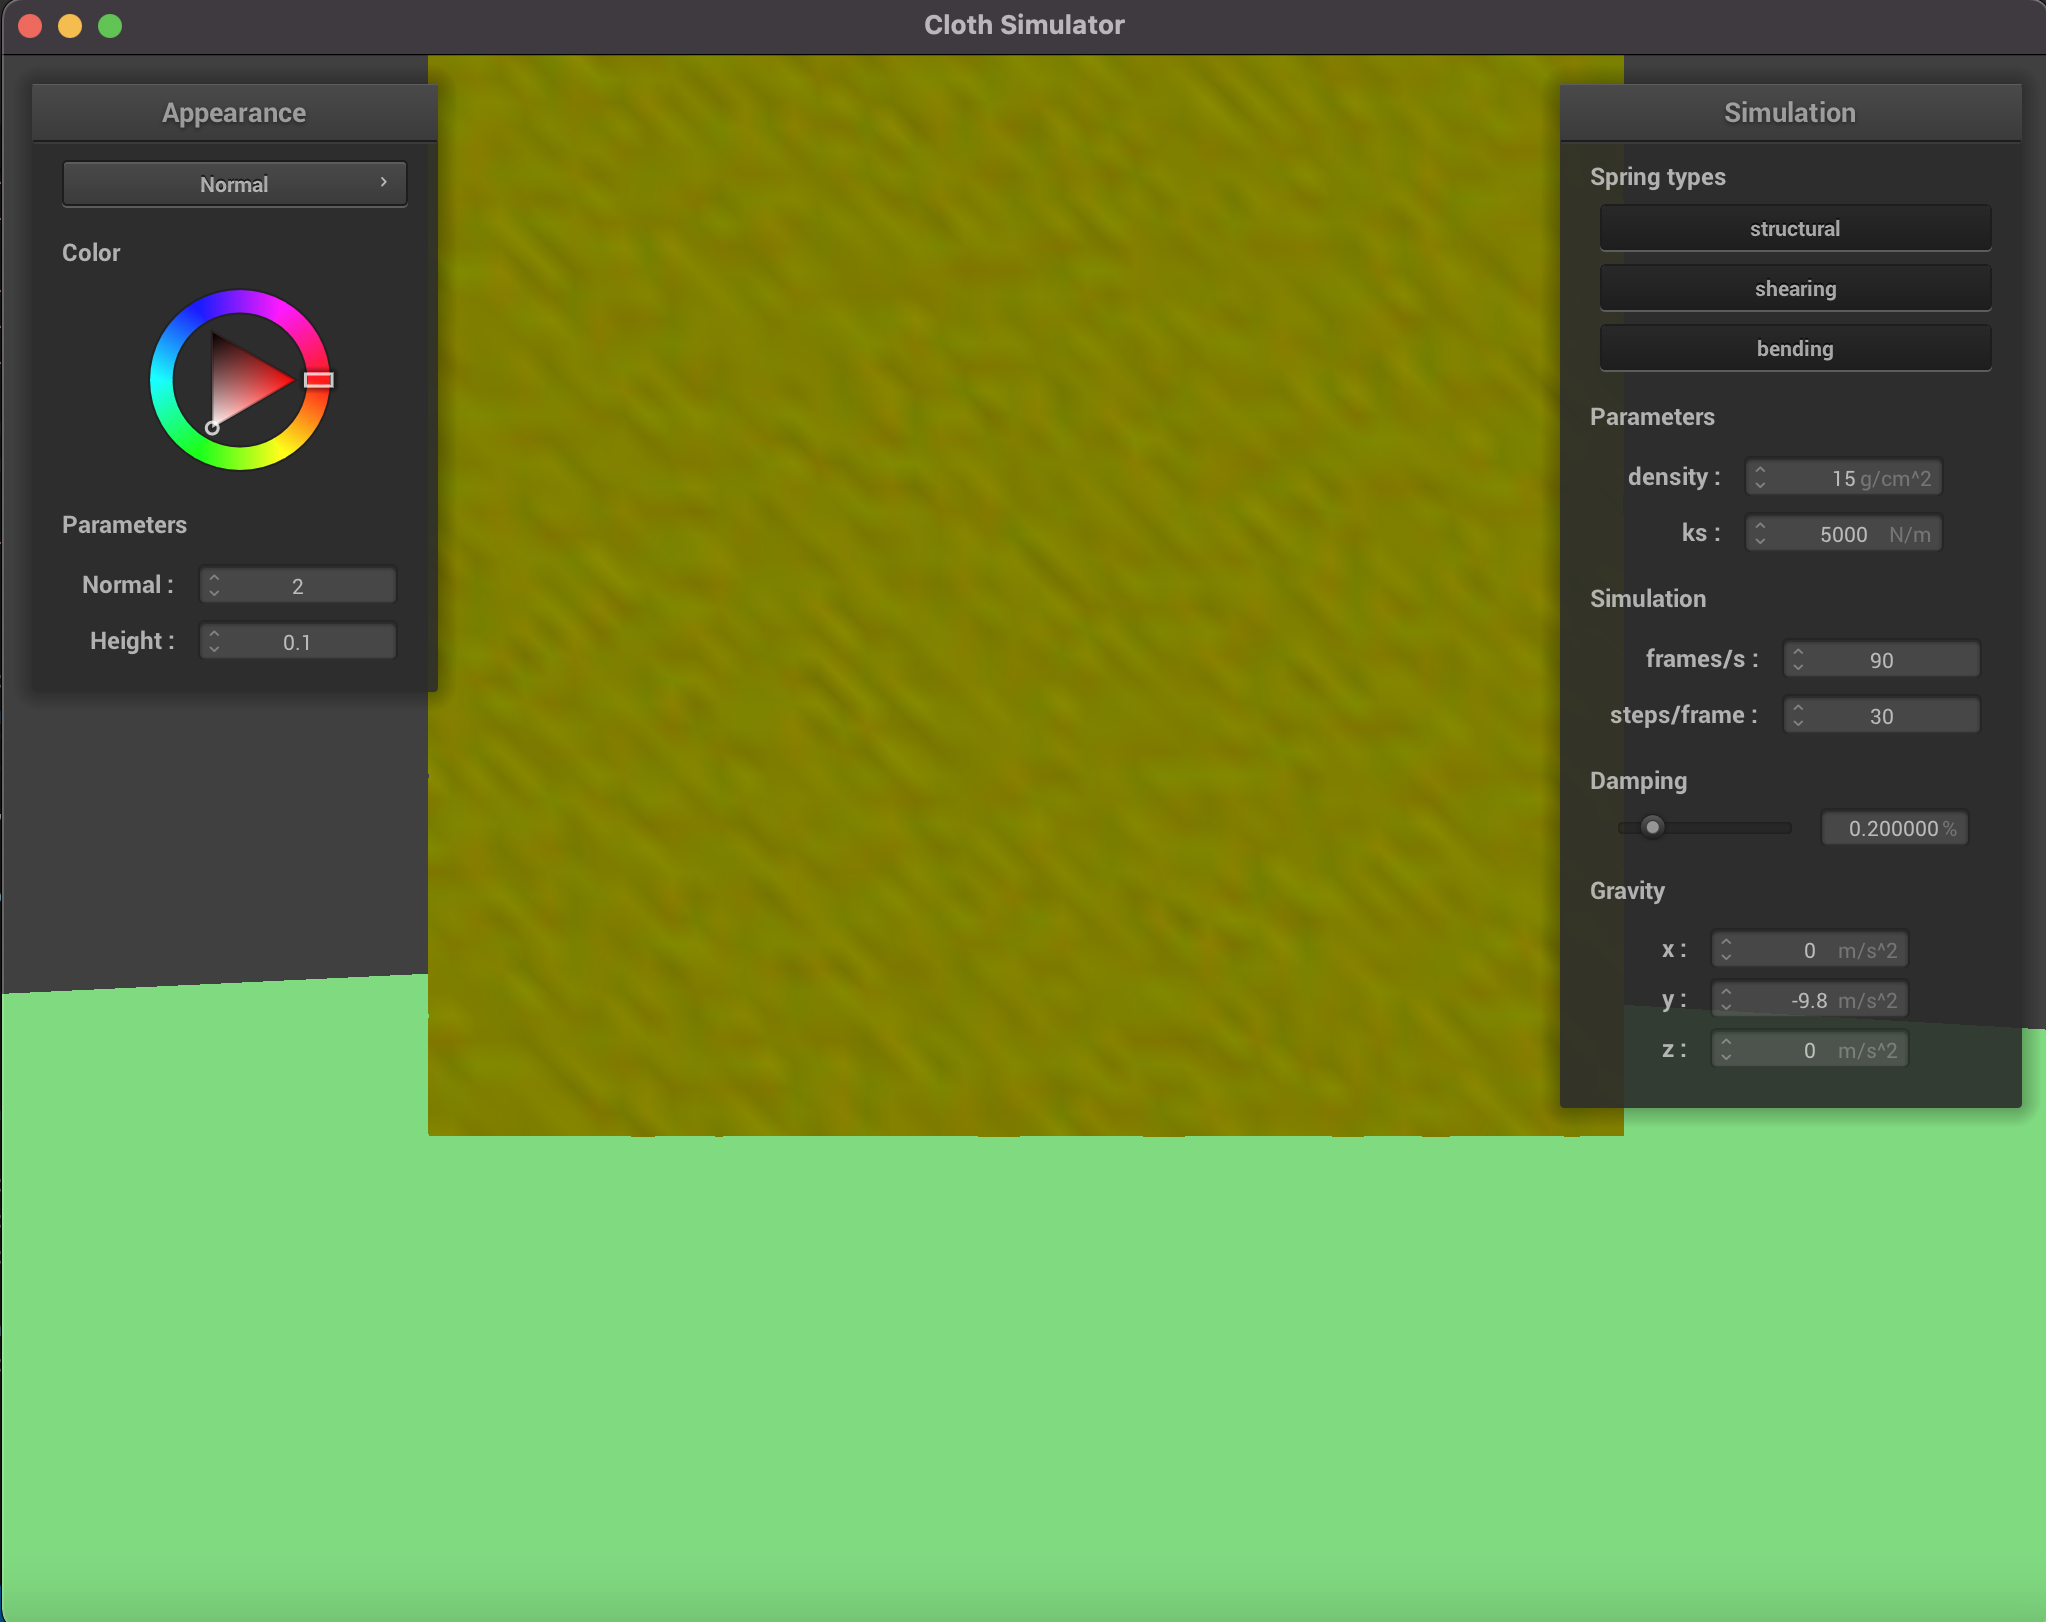 Cloth Simulator
Appearance
Normal
Color
Parameters
Normal : 2
Height : 0.1
Simulation
Spring types
structural
shearing
bending
Parameters
density : 15 g/cm^2
ks : 5000 N/m
Simulation
frames/s : 90
steps/frame : 30
Damping
0.200000 %
Gravity
x : 0 m/s^2
y : -9.8 m/s^2
z : 0 m/s^2